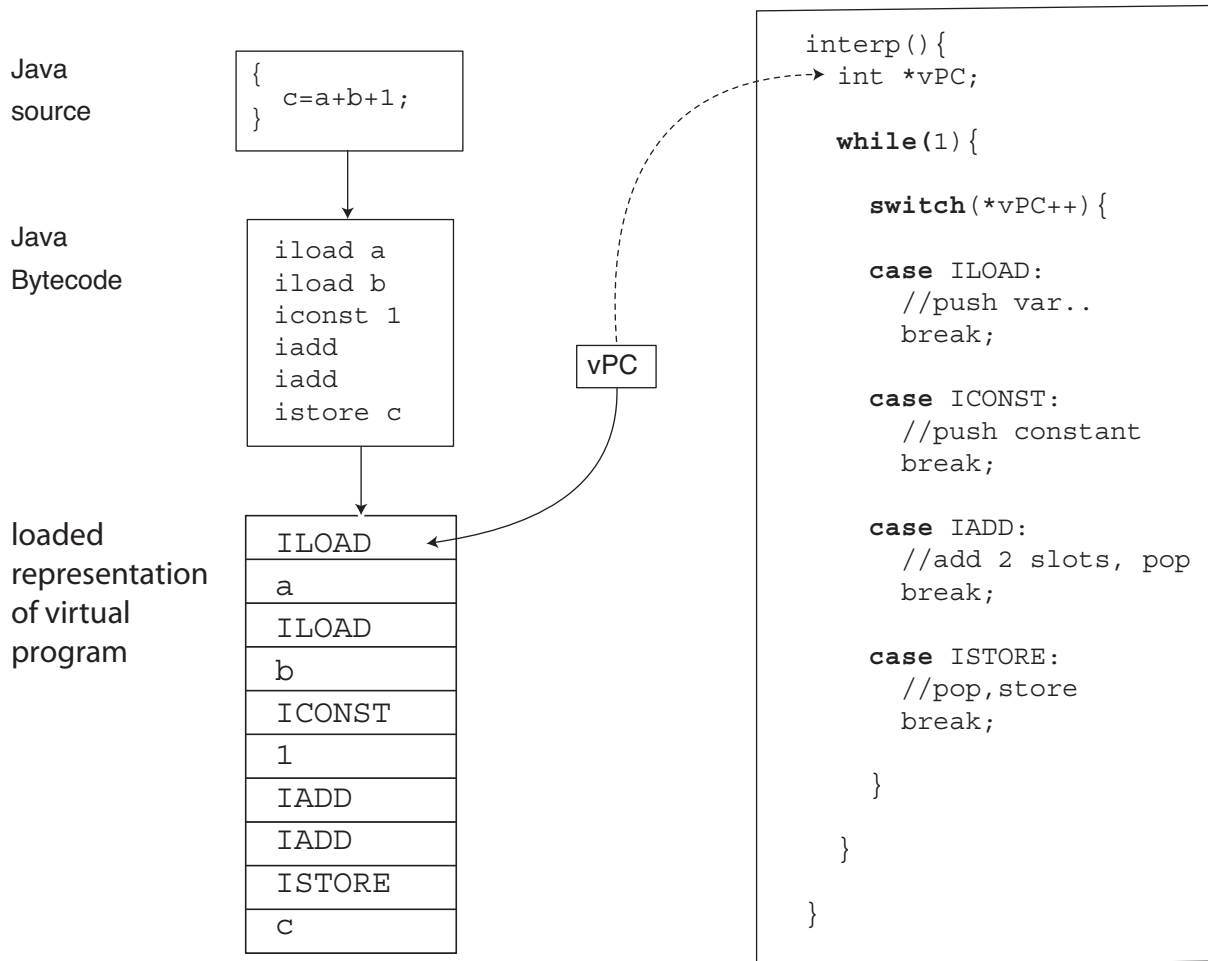 Java
source
{
c=a+b+1;
}
Java
Bytecode
iload a
iload b
iconst 1
iadd
iadd
istore c
loaded
representation
of virtual
program
ILOAD
a
ILOAD
b
ICONST
1
IADD
IADD
ISTORE
c
vPC
interp(){
int *vPC;
while(1){
switch(*vPC++){
case ILOAD:
//push var..
break;
case ICONST:
//push constant
break;
case IADD:
//add 2 slots, pop
break;
case ISTORE:
//pop,store
break;
}
}
}